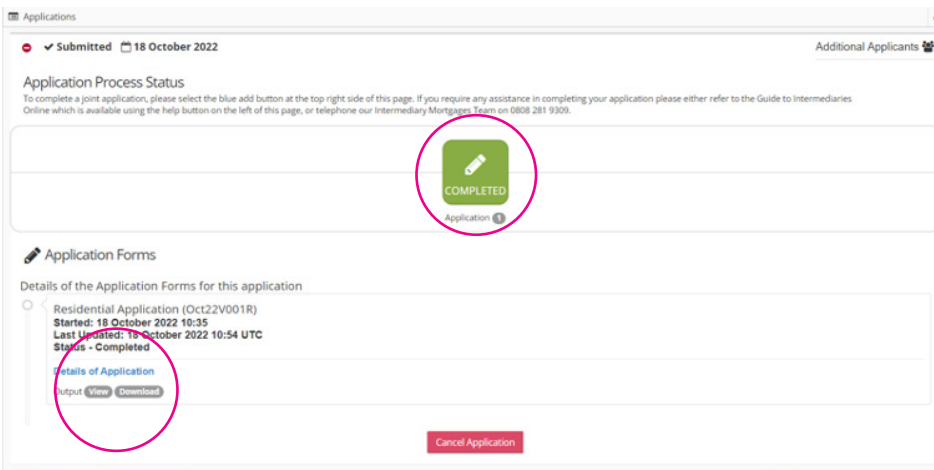 Applications
Submitted 18 October 2022
Additional Applicants
Application Process Status
To complete a joint application, please select the blue add button at the top right side of this page. If you require any assistance in completing your application please either refer to the Guide to Intermediaries
Online which is available using the help button on the left of this page, or telephone our Intermediary Mortgages Team on 0808 281 9309.
COMPLETED
Application 1
Application Forms
Details of the Application Forms for this application
Residential Application (Oct22V001R)
Started: 18 October 2022 10:35
Last Updated: 18 October 2022 10:54 UTC
Status - Completed
Details of Application
Output View Download
Cancel Application